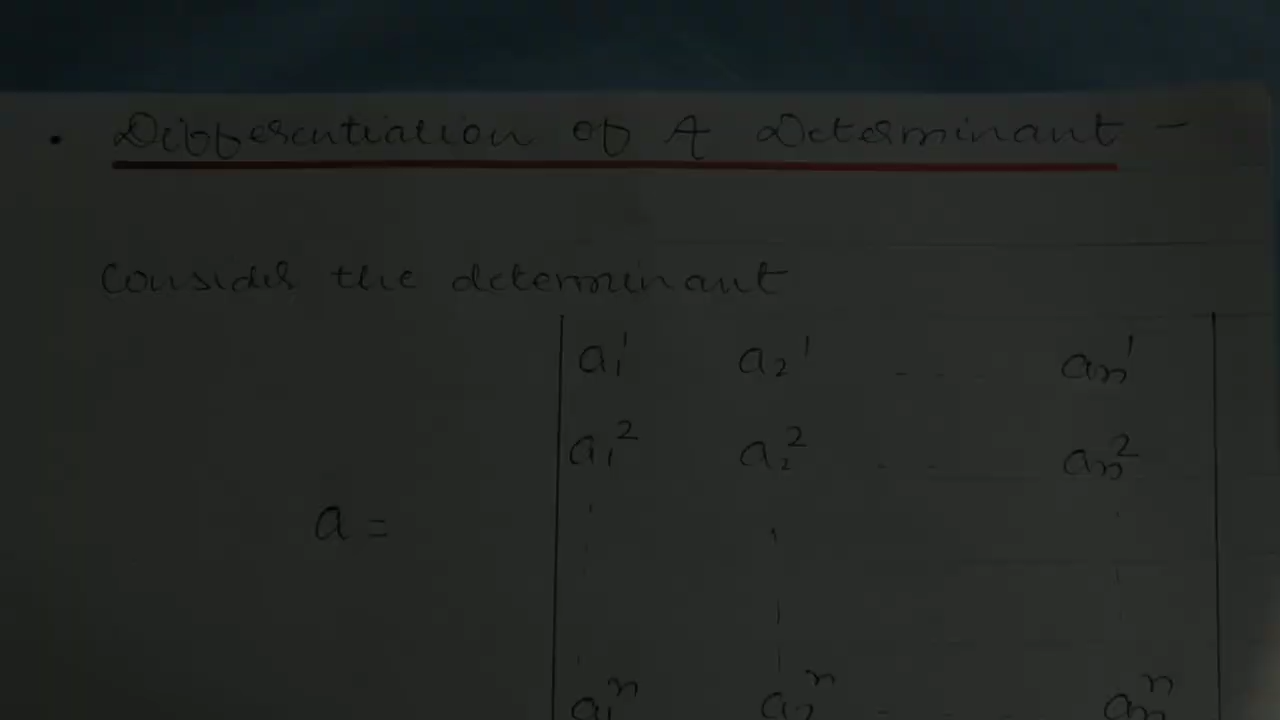 • Differentiation of A Determinant –
Consider the determinant
a₁¹ a₂¹ - - - aₙ¹
a₁² a₂² - - aₙ²
a =
a₁ⁿ a₂ⁿ - - aₙⁿ